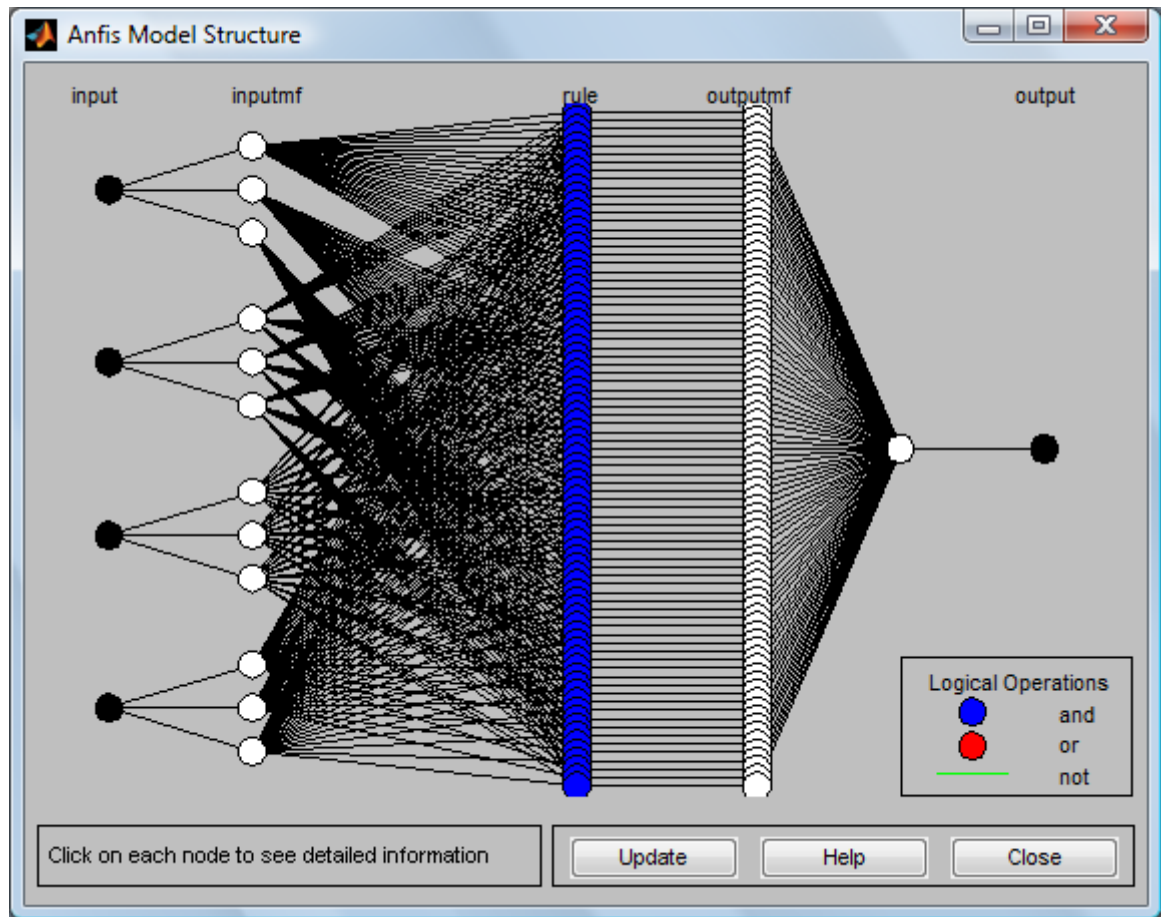 Anfis Model Structure
input inputmf rule outputmf output
Logical Operations
and
or
not
Click on each node to see detailed information
Update Help Close